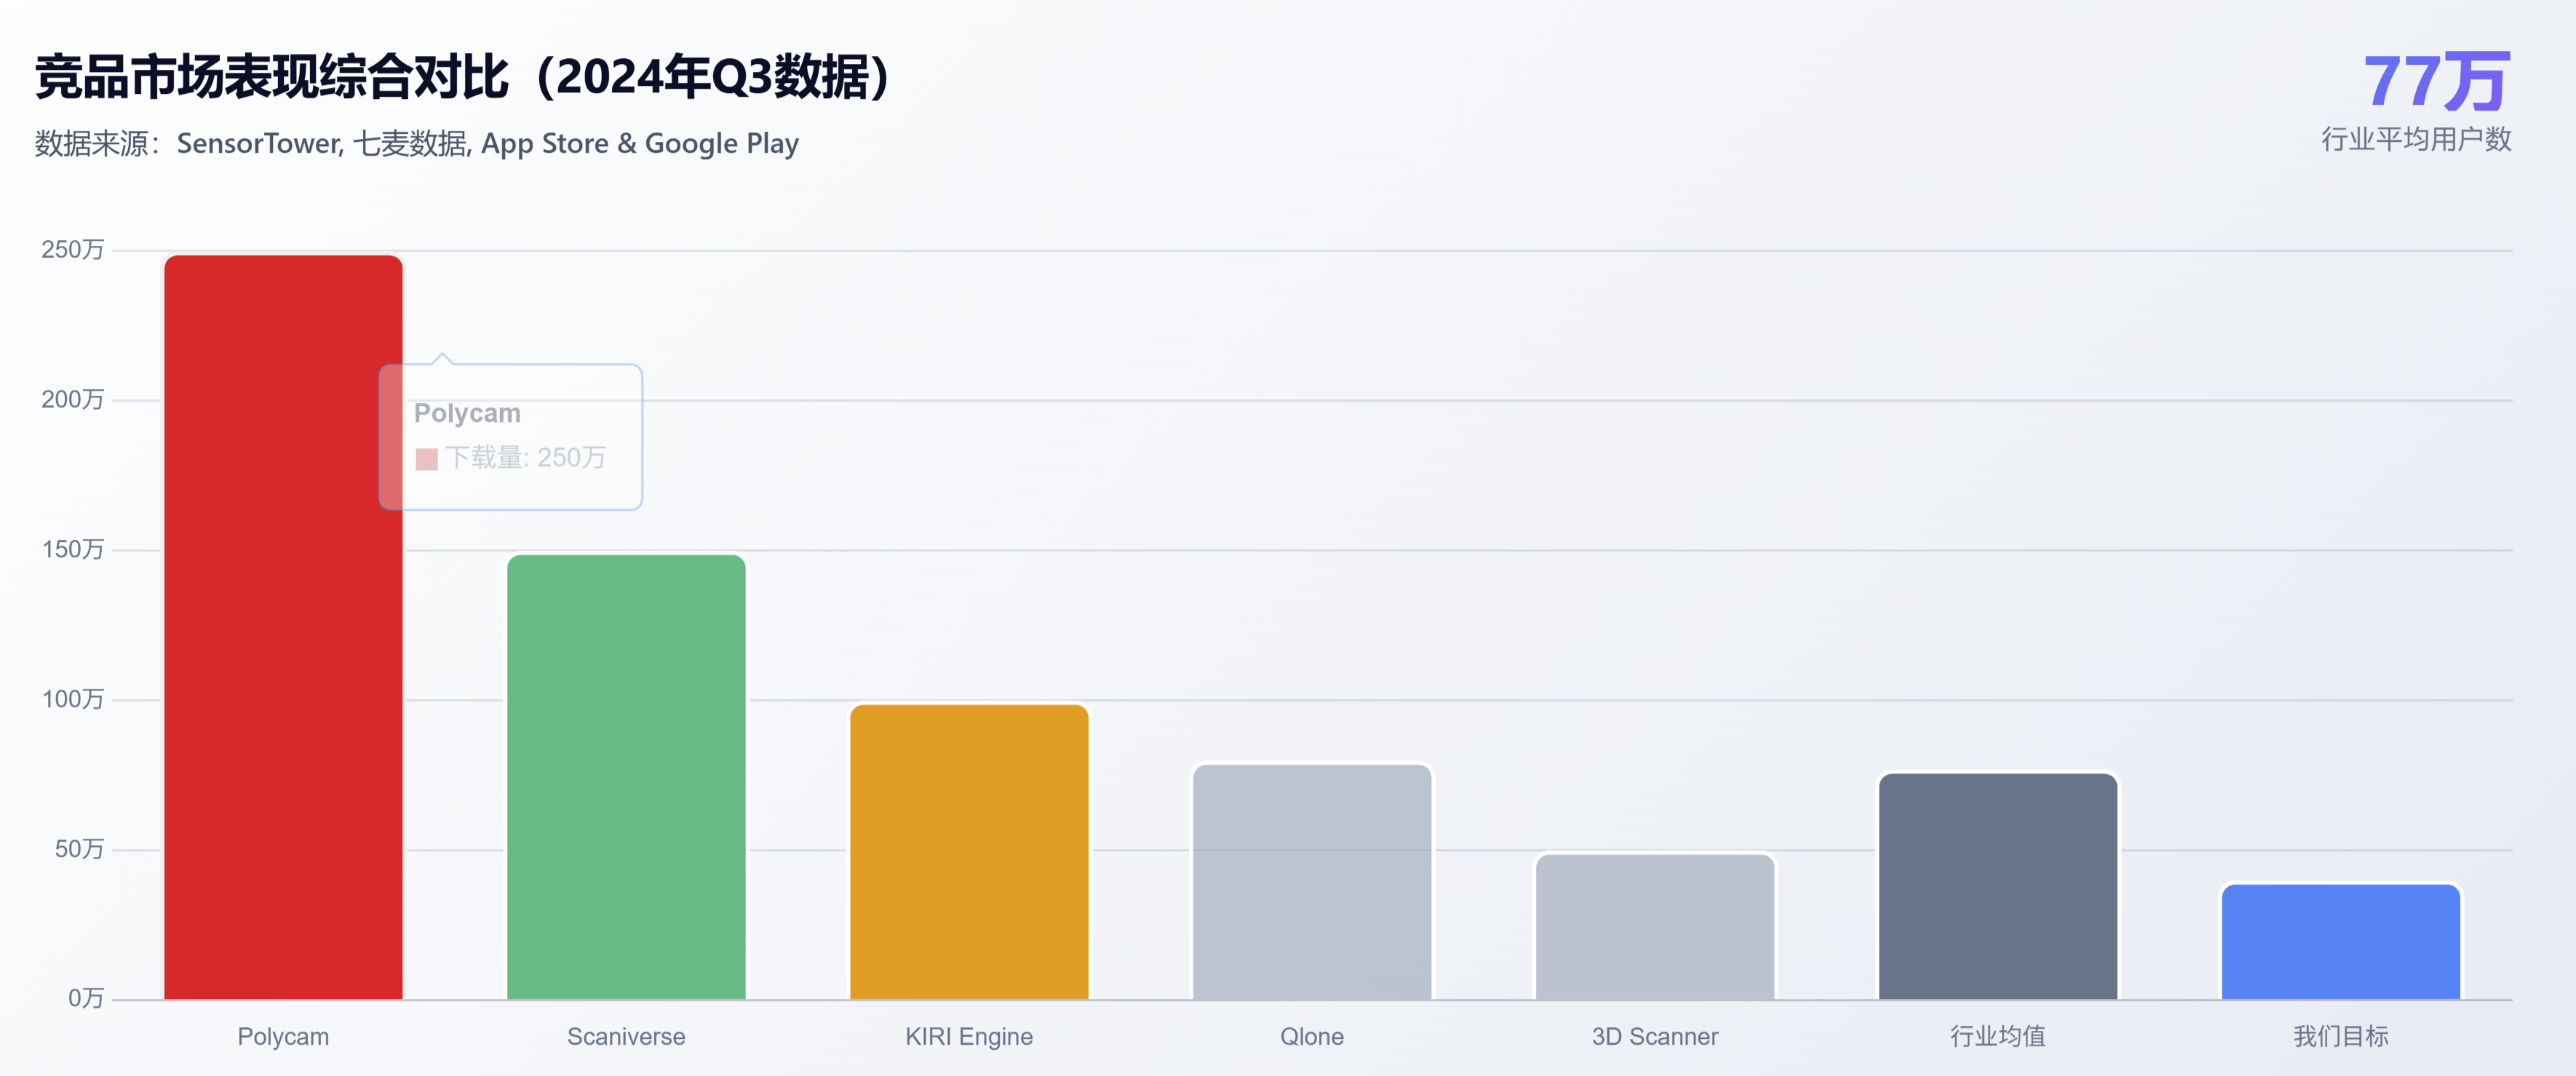 竞品市场表现综合对比（2024年Q3数据）
数据来源：SensorTower, 七麦数据, App Store & Google Play
77万
行业平均用户数
250万
200万
150万
100万
50万
0万
Polycam
下载量: 250万
Polycam
Scaniverse
KIRI Engine
Qlone
3D Scanner
行业均值
我们目标